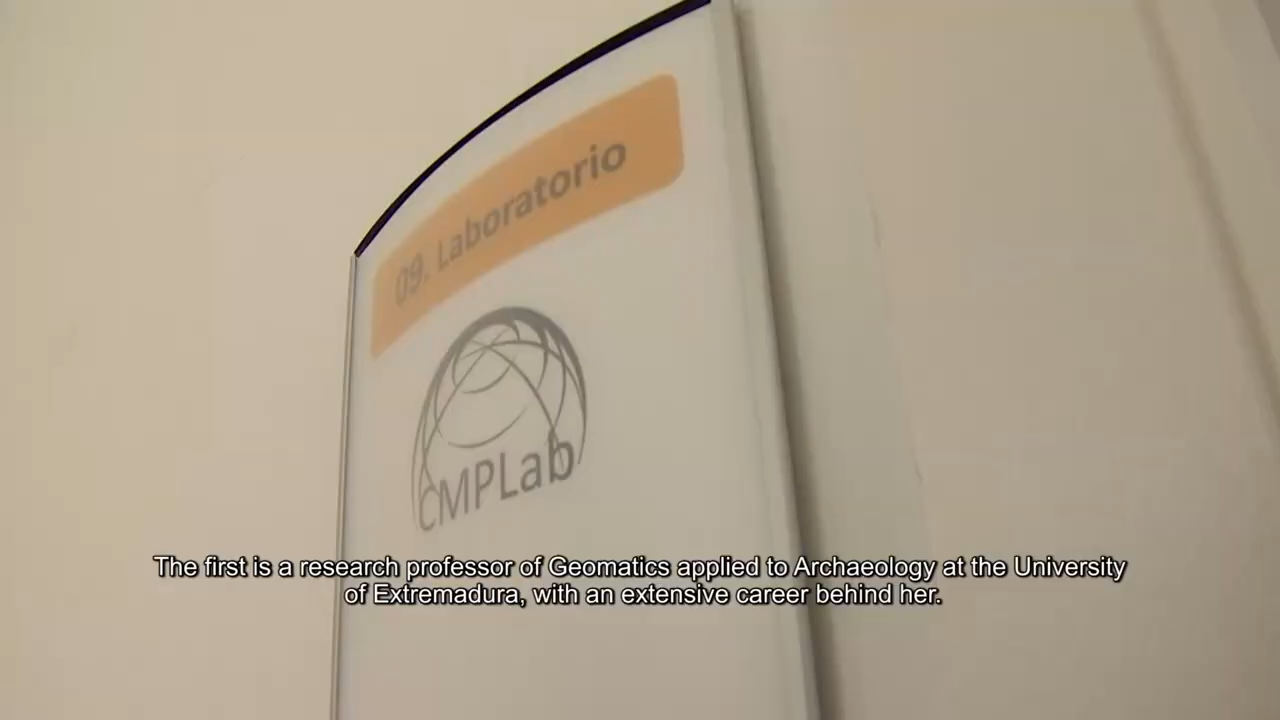 09. Laboratorio
CMPLab
The first is a research professor of Geomatics applied to Archaeology at the University
of Extremadura, with an extensive career behind her.